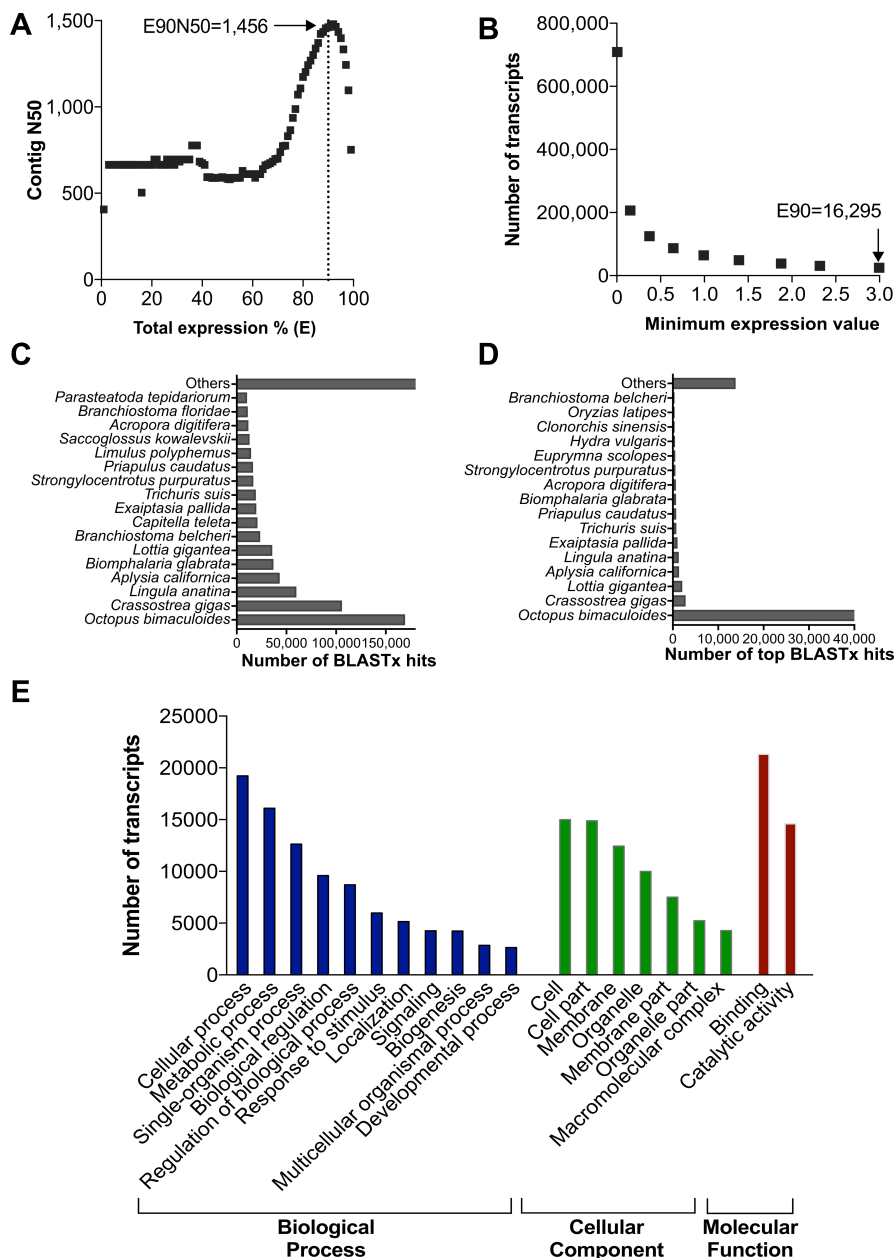 A
E90N50=1,456
1,500
1,000
500
0
Contig N50
0 20 40 60 80 100
Total expression % (E)
B
800,000
600,000
400,000
200,000
0
Number of transcripts
E90=16,295
0 0.5 1.0 1.5 2.0 2.5 3.0
Minimum expression value
C
Others
Parasteatoda tepidariorum
Branchiostoma floridae
Acropora digitifera
Saccoglossus kowalevskii
Limulus polyphemus
Priapulus caudatus
Strongylocentrotus purpuratus
Trichuris suis
Exaiptasia pallida
Capitella teleta
Branchiostoma belcheri
Lottia gigantea
Biomphalaria glabrata
Aplysia californica
Lingula anatina
Crassostrea gigas
Octopus bimaculoides
0 50,000 100,000 150,000
Number of BLASTx hits
D
Others
Branchiostoma belcheri
Oryzias latipes
Clonorchis sinensis
Hydra vulgaris
Euprymna scolopes
Strongylocentrotus purpuratus
Acropora digitifera
Biomphalaria glabrata
Priapulus caudatus
Trichuris suis
Exaiptasia pallida
Lingula anatina
Aplysia californica
Lottia gigantea
Crassostrea gigas
Octopus bimaculoides
0 10,000 20,000 30,000 40,000
Number of top BLASTx hits
E
25000
20000
15000
10000
5000
0
Number of transcripts
Cellular process
Metabolic process
Single-organism process
Biological regulation
Regulation of biological process
Response to stimulus
Localization
Signaling
Biogenesis
Multicellular organismal process
Developmental process
Cell
Cell part
Membrane
Organelle
Membrane part
Organelle part
Macromolecular complex
Binding
Catalytic activity
Biological
Process
Cellular
Component
Molecular
Function